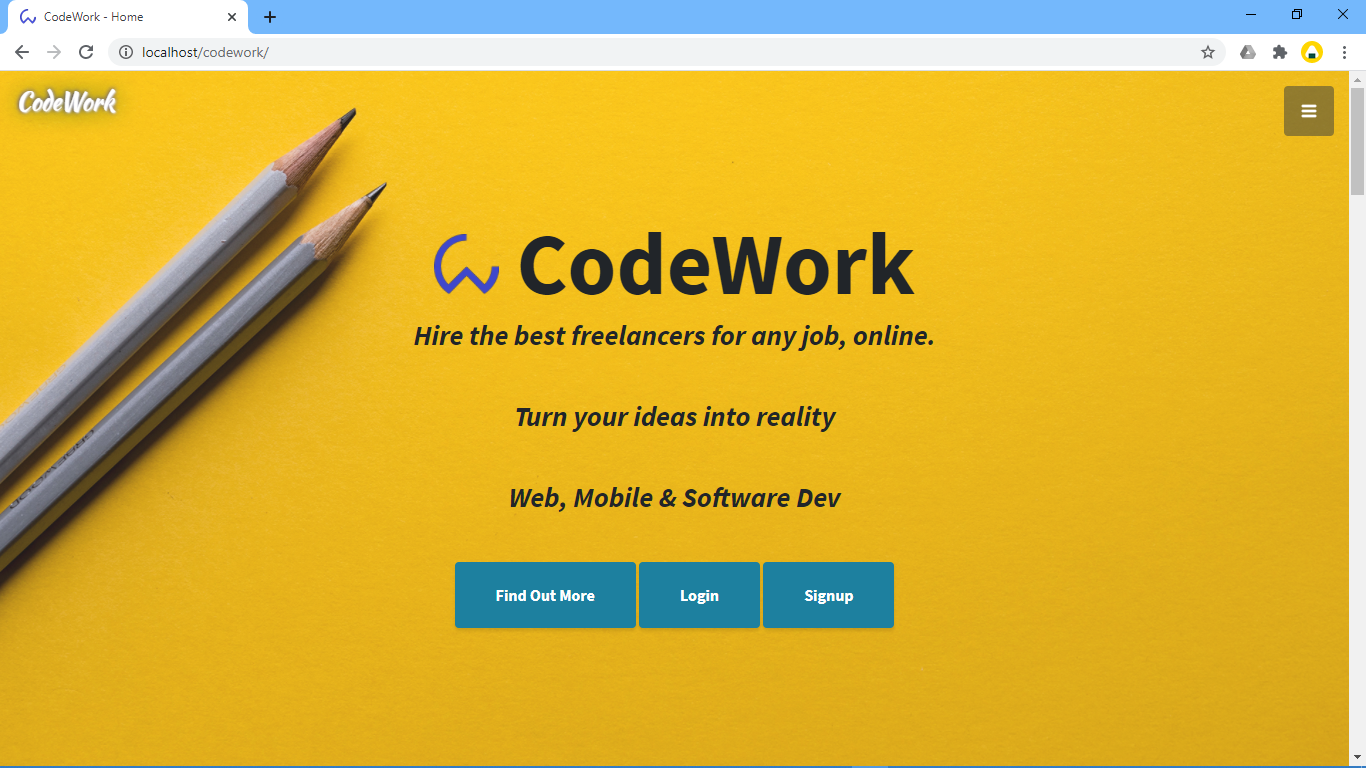 CodeWork - Home
localhost/codework/
CodeWork
CodeWork
Hire the best freelancers for any job, online.
Turn your ideas into reality
Web, Mobile & Software Dev
Find Out More Login Signup